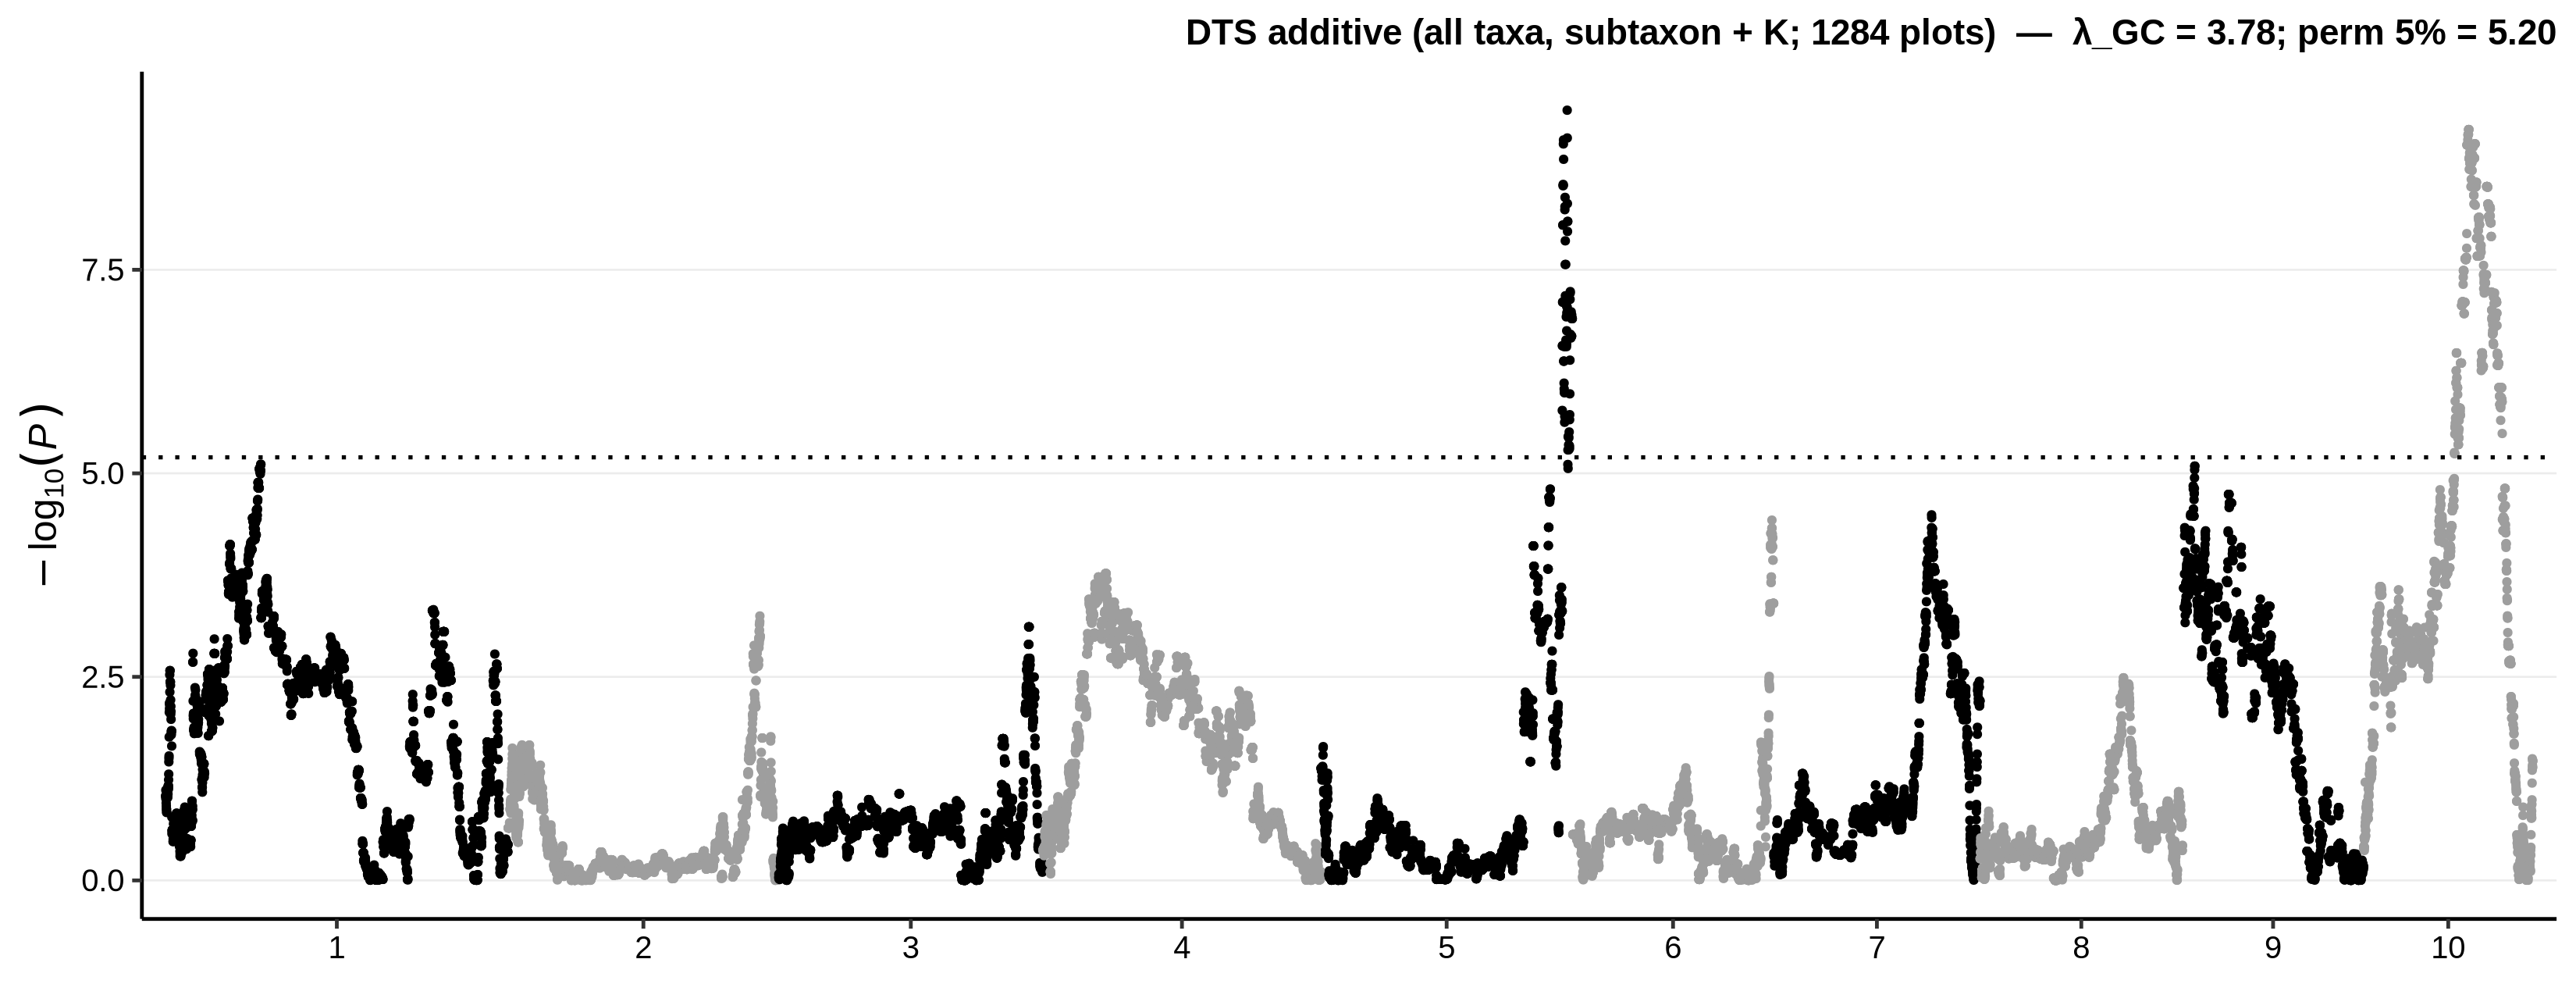 DTS additive (all taxa, subtaxon + K; 1284 plots) — λ_GC = 3.78; perm 5% = 5.20
− log10(P)
7.5
5.0
2.5
0.0
1 2 3 4 5 6 7 8 9 10